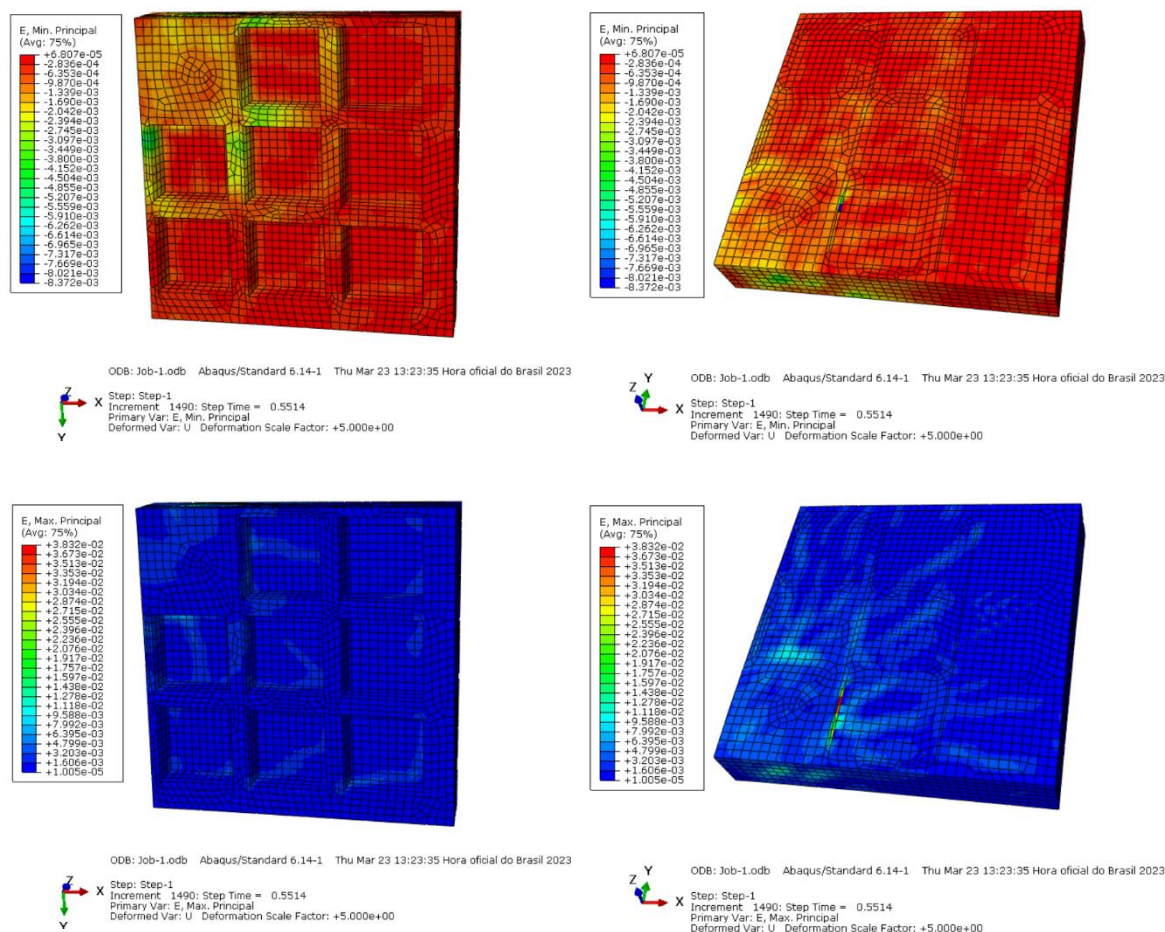 E, Min. Principal
(Avg: 75%)
+6.807e-05
-2.836e-04
-6.353e-04
-9.870e-04
-1.339e-03
-1.690e-03
-2.042e-03
-2.394e-03
-2.745e-03
-3.097e-03
-3.449e-03
-3.800e-03
-4.152e-03
-4.504e-03
-4.855e-03
-5.207e-03
-5.559e-03
-5.910e-03
-6.262e-03
-6.614e-03
-6.965e-03
-7.317e-03
-7.669e-03
-8.021e-03
-8.372e-03
ODB: Job-1.odb Abaqus/Standard 6.14-1 Thu Mar 23 13:23:35 Hora oficial do Brasil 2023
Z
X
Y
Step: Step-1
Increment 1490: Step Time = 0.5514
Primary Var: E, Min. Principal
Deformed Var: U Deformation Scale Factor: +5.000e+00
E, Min. Principal
(Avg: 75%)
+6.807e-05
-2.836e-04
-6.353e-04
-9.870e-04
-1.339e-03
-1.690e-03
-2.042e-03
-2.394e-03
-2.745e-03
-3.097e-03
-3.449e-03
-3.800e-03
-4.152e-03
-4.504e-03
-4.855e-03
-5.207e-03
-5.559e-03
-5.910e-03
-6.262e-03
-6.614e-03
-6.965e-03
-7.317e-03
-7.669e-03
-8.021e-03
-8.372e-03
ODB: Job-1.odb Abaqus/Standard 6.14-1 Thu Mar 23 13:23:35 Hora oficial do Brasil 2023
Y
Z
X
Step: Step-1
Increment 1490: Step Time = 0.5514
Primary Var: E, Min. Principal
Deformed Var: U Deformation Scale Factor: +5.000e+00
E, Max. Principal
(Avg: 75%)
+3.832e-02
+3.673e-02
+3.513e-02
+3.353e-02
+3.194e-02
+3.034e-02
+2.874e-02
+2.715e-02
+2.555e-02
+2.396e-02
+2.236e-02
+2.076e-02
+1.917e-02
+1.757e-02
+1.597e-02
+1.438e-02
+1.278e-02
+1.118e-02
+9.588e-03
+7.992e-03
+6.395e-03
+4.799e-03
+3.203e-03
+1.606e-03
+1.005e-05
ODB: Job-1.odb Abaqus/Standard 6.14-1 Thu Mar 23 13:23:35 Hora oficial do Brasil 2023
Z
X
Y
Step: Step-1
Increment 1490: Step Time = 0.5514
Primary Var: E, Max. Principal
Deformed Var: U Deformation Scale Factor: +5.000e+00
E, Max. Principal
(Avg: 75%)
+3.832e-02
+3.673e-02
+3.513e-02
+3.353e-02
+3.194e-02
+3.034e-02
+2.874e-02
+2.715e-02
+2.555e-02
+2.396e-02
+2.236e-02
+2.076e-02
+1.917e-02
+1.757e-02
+1.597e-02
+1.438e-02
+1.278e-02
+1.118e-02
+9.588e-03
+7.992e-03
+6.395e-03
+4.799e-03
+3.203e-03
+1.606e-03
+1.005e-05
ODB: Job-1.odb Abaqus/Standard 6.14-1 Thu Mar 23 13:23:35 Hora oficial do Brasil 2023
Y
Z
X
Step: Step-1
Increment 1490: Step Time = 0.5514
Primary Var: E, Max. Principal
Deformed Var: U Deformation Scale Factor: +5.000e+00